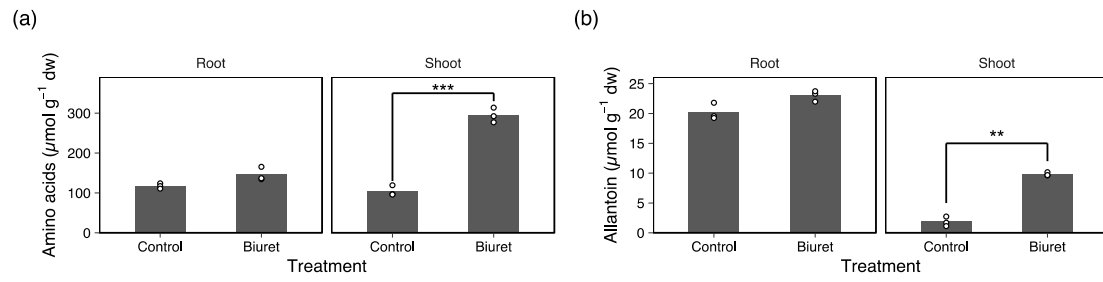 (a)
Root
Shoot
Amino acids (μmol g⁻¹ dw)
300
200
100
0
***
Control
Biuret
Control
Biuret
Treatment
(b)
Root
Shoot
Allantoin (μmol g⁻¹ dw)
25
20
15
10
5
0
**
Control
Biuret
Control
Biuret
Treatment